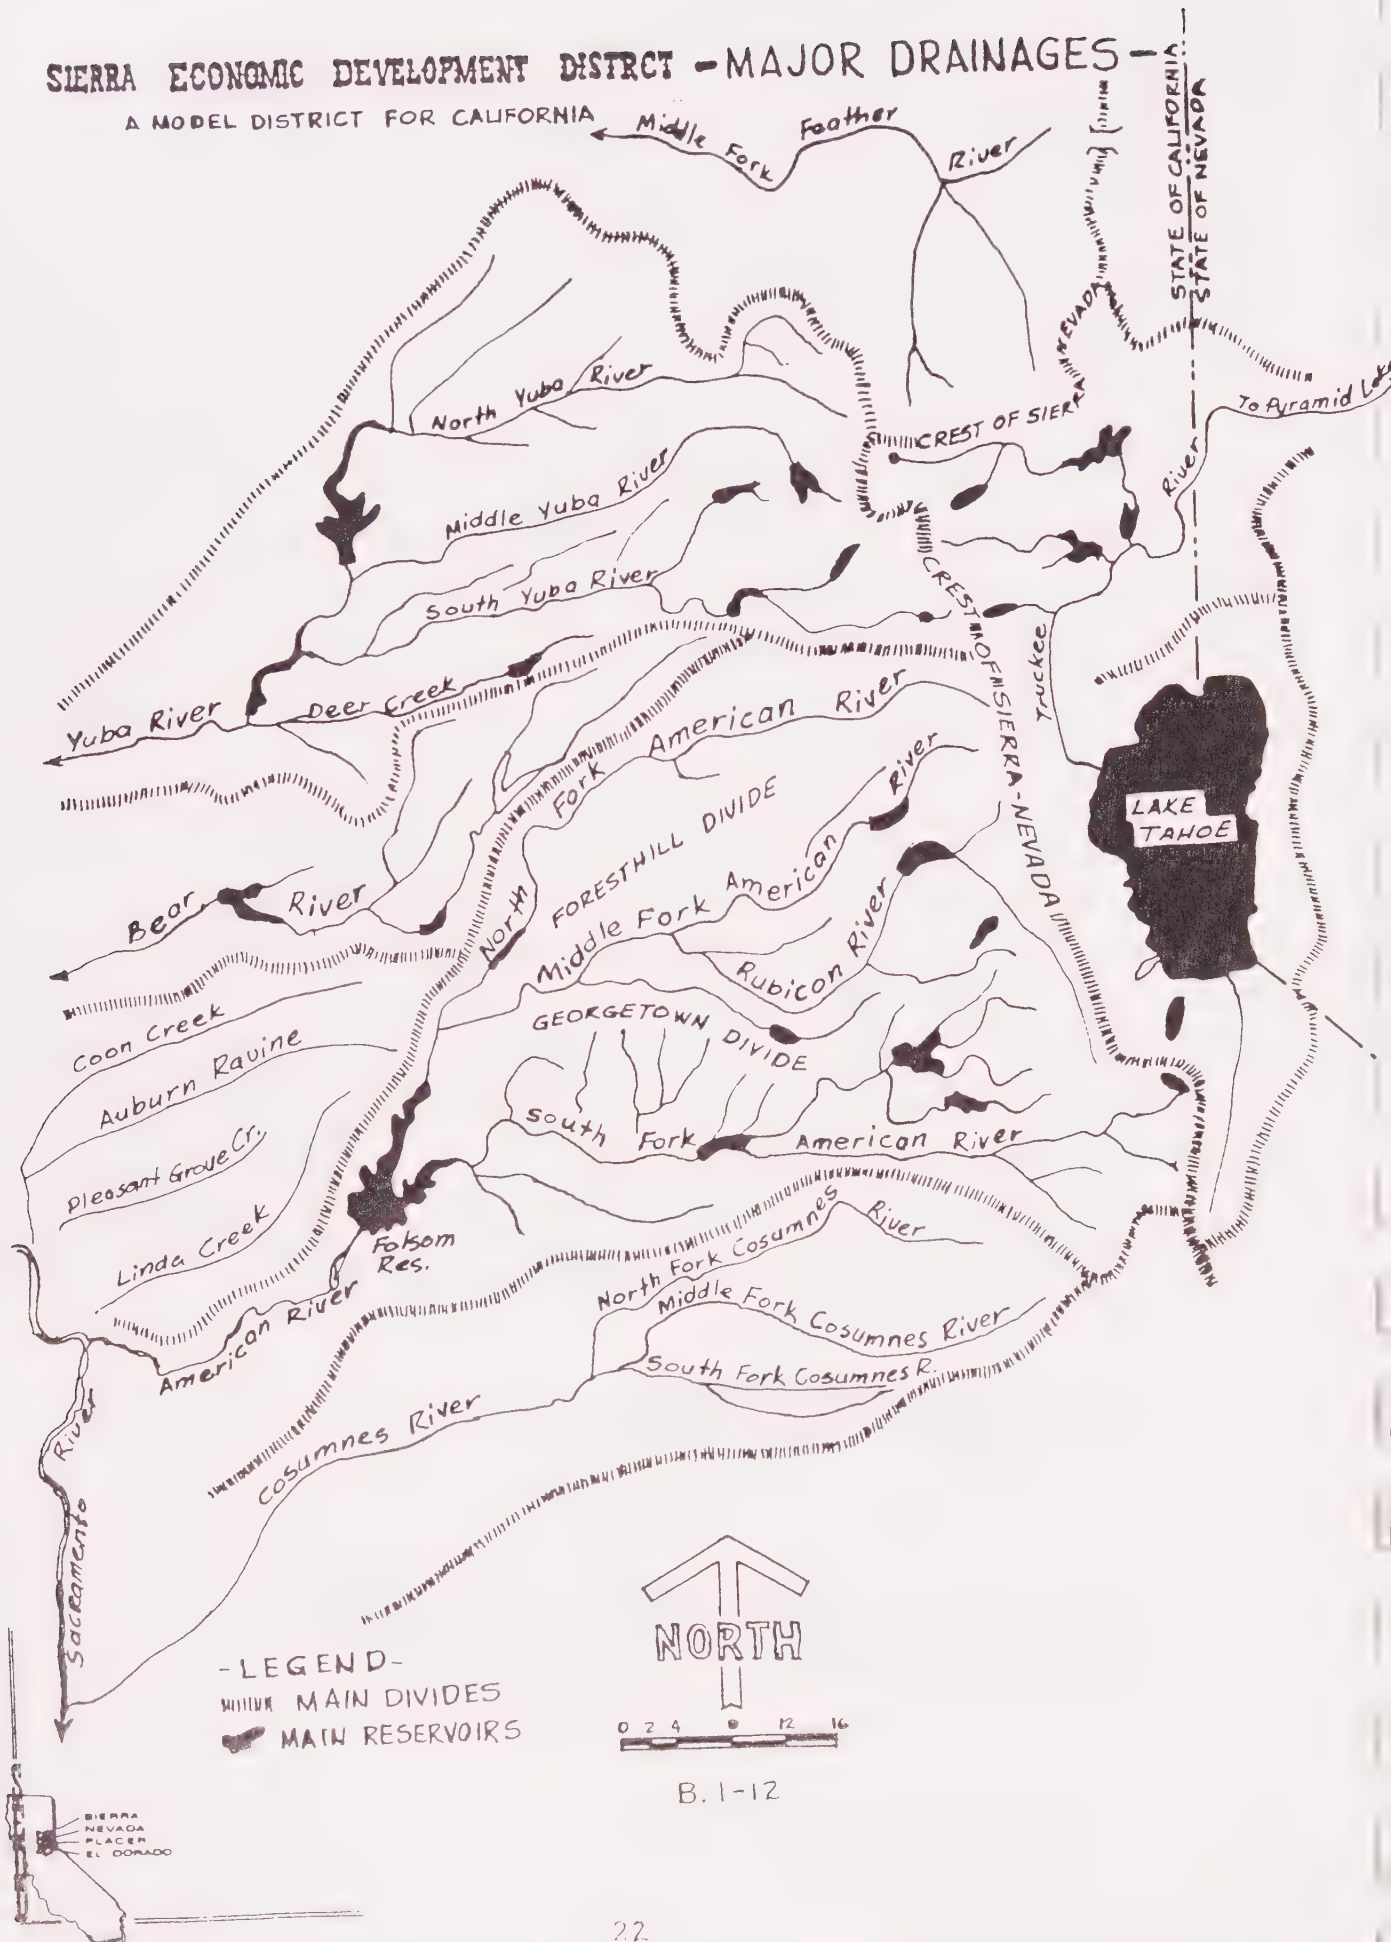 SIERRA ECONOMIC DEVELOPMENT DISTRCT - MAJOR DRAINAGES -
A MODEL DISTRICT FOR CALIFORNIA
STATE OF CALIFORNIA
STATE OF NEVADA
Middle Fork Feather River
North Yuba River
CREST OF SIERRA NEVADA
To Pyramid Lake
River
Middle Yuba River
South Yuba River
CREST OF SIERRA-NEVADA
Truckee
Deer Creek
Yuba River
North Fork American River
LAKE
TAHOE
FORESTHILL DIVIDE
Middle Fork American River
Bear River
Rubicon River
GEORGETOWN DIVIDE
Coon Creek
Auburn Ravine
Pleasant Grove Cr.
Linda Creek
South Fork American River
Folsom
Res.
American River
North Fork Cosumnes River
Middle Fork Cosumnes River
South Fork Cosumnes R.
Cosumnes River
Sacramento River
NORTH
-LEGEND-
MAIN DIVIDES
MAIN RESERVOIRS
0 2 4 8 12 16
B.1-12
SIERRA
NEVADA
PLACER
EL DORADO
22